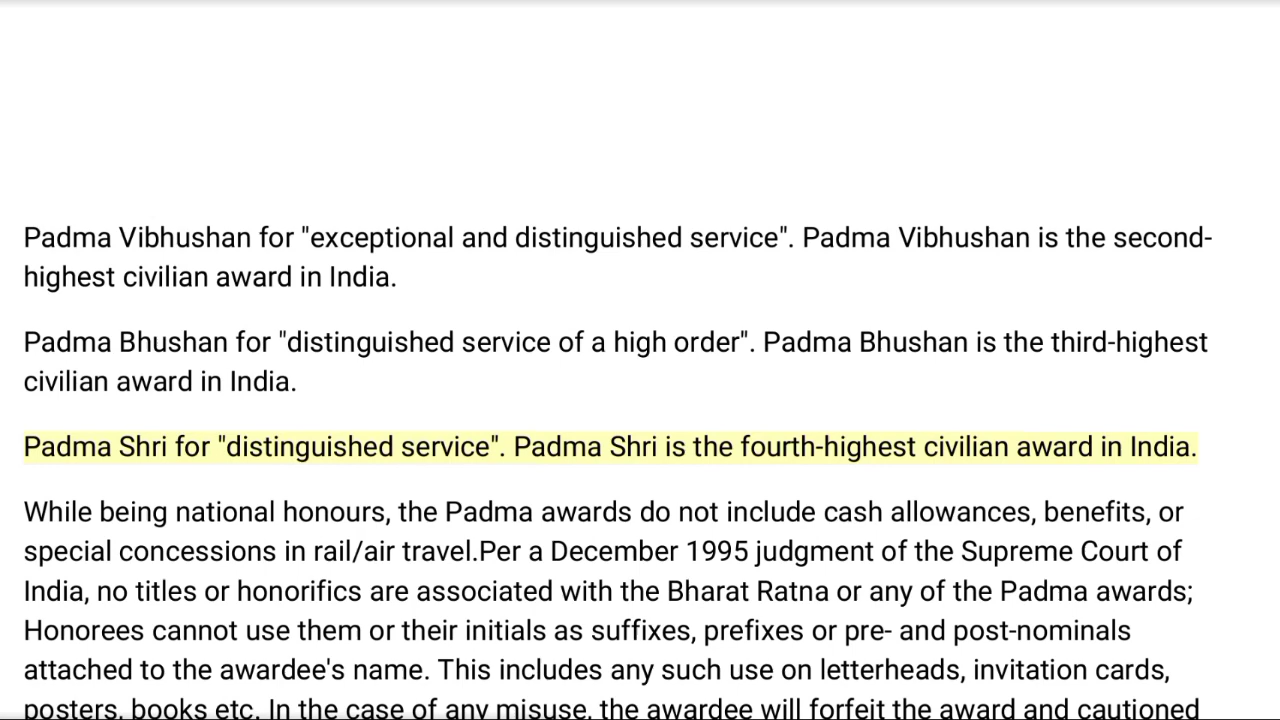 Padma Vibhushan for "exceptional and distinguished service". Padma Vibhushan is the second-
highest civilian award in India.
Padma Bhushan for "distinguished service of a high order". Padma Bhushan is the third-highest
civilian award in India.
Padma Shri for "distinguished service". Padma Shri is the fourth-highest civilian award in India.
While being national honours, the Padma awards do not include cash allowances, benefits, or
special concessions in rail/air travel.Per a December 1995 judgment of the Supreme Court of
India, no titles or honorifics are associated with the Bharat Ratna or any of the Padma awards;
Honorees cannot use them or their initials as suffixes, prefixes or pre- and post-nominals
attached to the awardee's name. This includes any such use on letterheads, invitation cards,
posters, books etc. In the case of any misuse, the awardee will forfeit the award and cautioned